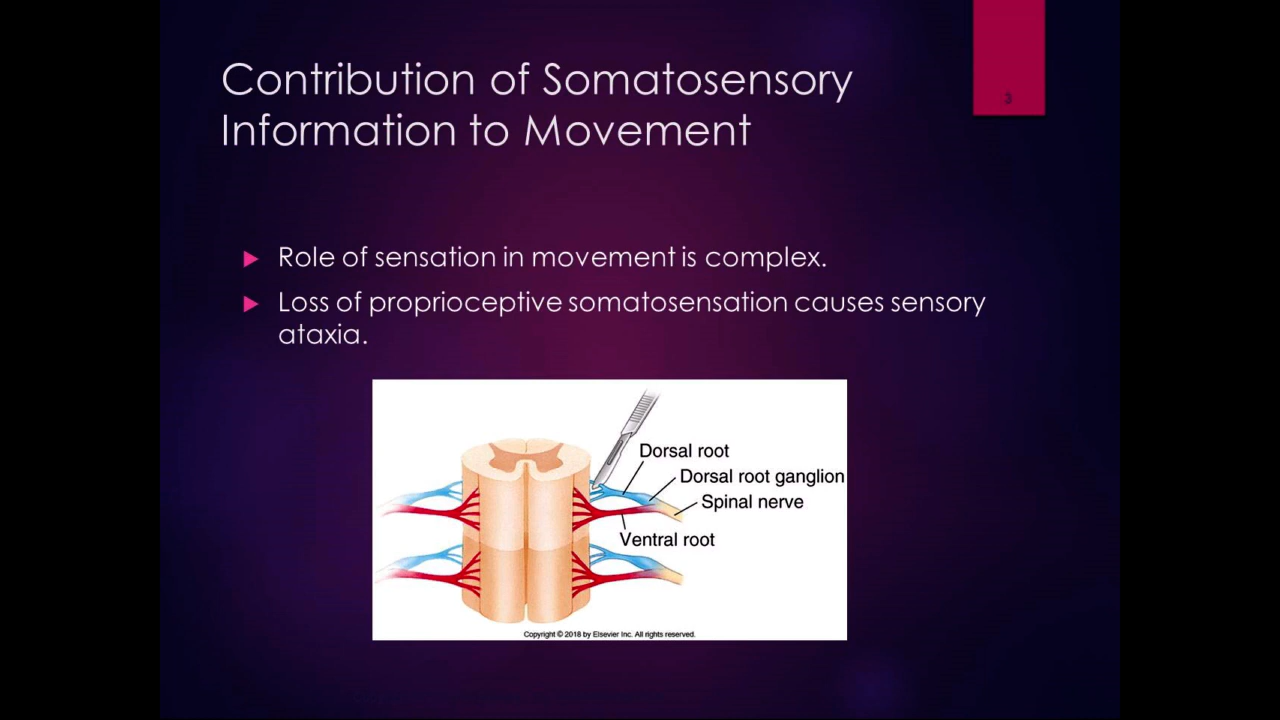 Contribution of Somatosensory
Information to Movement
3
Role of sensation in movement is complex.
Loss of proprioceptive somatosensation causes sensory
ataxia.
Dorsal root
Dorsal root ganglion
Spinal nerve
Ventral root
Copyright © 2018 by Elsevier Inc. All rights reserved.